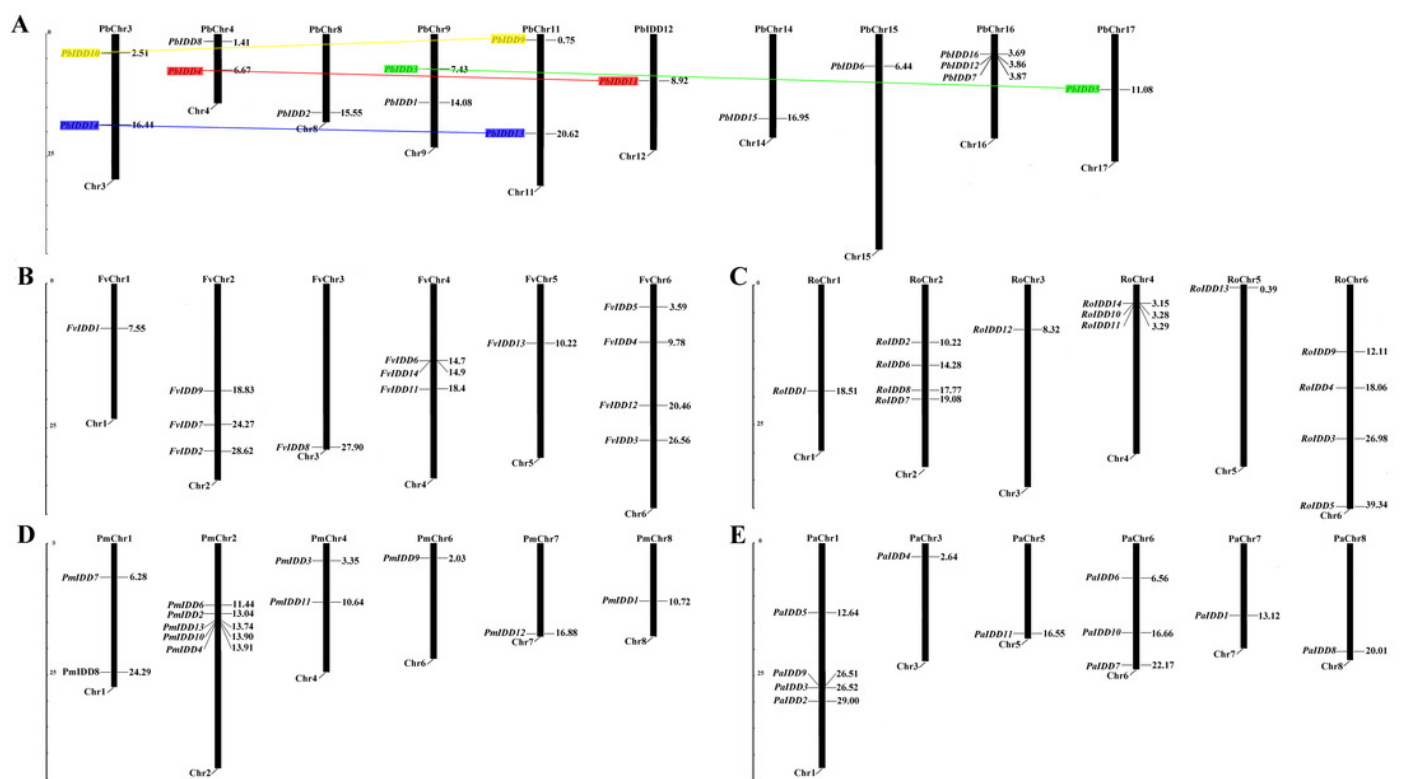 A
PbChr3 PbChr4 PbChr8 PbChr9 PbChr11 PbIDD12 PbChr14 PbChr15 PbChr16 PbChr17
0
PbIDD10 2.51
PbIDD14 16.44
Chr3
PbIDD8 1.41
PbIDD4 6.67
Chr4
PbIDD2 15.55
Chr8
PbIDD3 7.43
PbIDD1 14.08
Chr9
PbIDD9 0.75
PbIDD13 20.62
Chr11
PbIDD11 8.92
Chr12
PbIDD15 16.95
Chr14
PbIDD6 6.44
Chr15
PbIDD16 3.69
PbIDD12 3.86
PbIDD7 3.87
Chr16
PbIDD5 11.08
Chr17
25
B
FvChr1 FvChr2 FvChr3 FvChr4 FvChr5 FvChr6
0
FvIDD1 7.55
Chr1
FvIDD9 18.83
FvIDD7 24.27
FvIDD2 28.62
Chr2
FvIDD8 27.90
Chr3
FvIDD6 14.7
FvIDD14 14.9
FvIDD11 18.4
Chr4
FvIDD13 10.22
Chr5
FvIDD5 3.59
FvIDD4 9.78
FvIDD12 20.46
FvIDD3 26.56
Chr6
25
C
RoChr1 RoChr2 RoChr3 RoChr4 RoChr5 RoChr6
0
RoIDD1 18.51
Chr1
RoIDD2 10.22
RoIDD6 14.28
RoIDD8 17.77
RoIDD7 19.08
Chr2
RoIDD12 8.32
Chr3
RoIDD14 3.15
RoIDD10 3.28
RoIDD11 3.29
Chr4
RoIDD13 0.39
Chr5
RoIDD9 12.11
RoIDD4 18.06
RoIDD3 26.98
RoIDD5 39.34
Chr6
25
D
PmChr1 PmChr2 PmChr4 PmChr6 PmChr7 PmChr8
0
PmIDD7 6.28
PmIDD8 24.29
Chr1
PmIDD6 11.44
PmIDD2 13.04
PmIDD13 13.74
PmIDD10 13.90
PmIDD4 13.91
Chr2
PmIDD3 3.35
PmIDD11 10.64
Chr4
PmIDD9 2.03
Chr6
PmIDD12 16.88
Chr7
PmIDD1 10.72
Chr8
25
E
PaChr1 PaChr3 PaChr5 PaChr6 PaChr7 PaChr8
0
PaIDD5 12.64
PaIDD9 26.51
PaIDD3 26.52
PaIDD2 29.00
Chr1
PaIDD4 2.64
Chr3
PaIDD11 16.55
Chr5
PaIDD6 6.56
PaIDD10 16.66
PaIDD7 22.17
Chr6
PaIDD1 13.12
Chr7
PaIDD8 20.01
Chr8
25